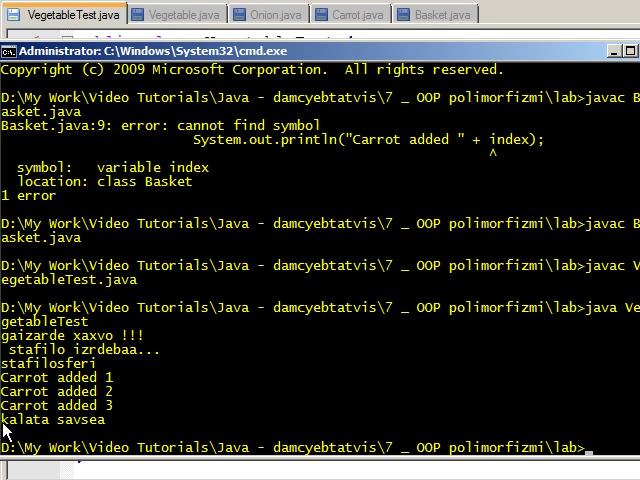 VegetableTest.java Vegetable.java Onion.java Carrot.java Basket.java
Administrator: C:\Windows\System32\cmd.exe
Copyright (c) 2009 Microsoft Corporation.  All rights reserved.
D:\My Work\Video Tutorials\Java - damcyebtatvis\7 _ OOP polimorfizmi\lab>javac B
asket.java
Basket.java:9: error: cannot find symbol
System.out.println("Carrot added " + index);
^
symbol:   variable index
location: class Basket
1 error
D:\My Work\Video Tutorials\Java - damcyebtatvis\7 _ OOP polimorfizmi\lab>javac B
asket.java
D:\My Work\Video Tutorials\Java - damcyebtatvis\7 _ OOP polimorfizmi\lab>javac V
egetableTest.java
D:\My Work\Video Tutorials\Java - damcyebtatvis\7 _ OOP polimorfizmi\lab>java Ve
getableTest
gaizarde xaxvo !!!
stafilo izrdebaa...
stafilosferi
Carrot added 1
Carrot added 2
Carrot added 3
kalata savsea
D:\My Work\Video Tutorials\Java - damcyebtatvis\7 _ OOP polimorfizmi\lab>_